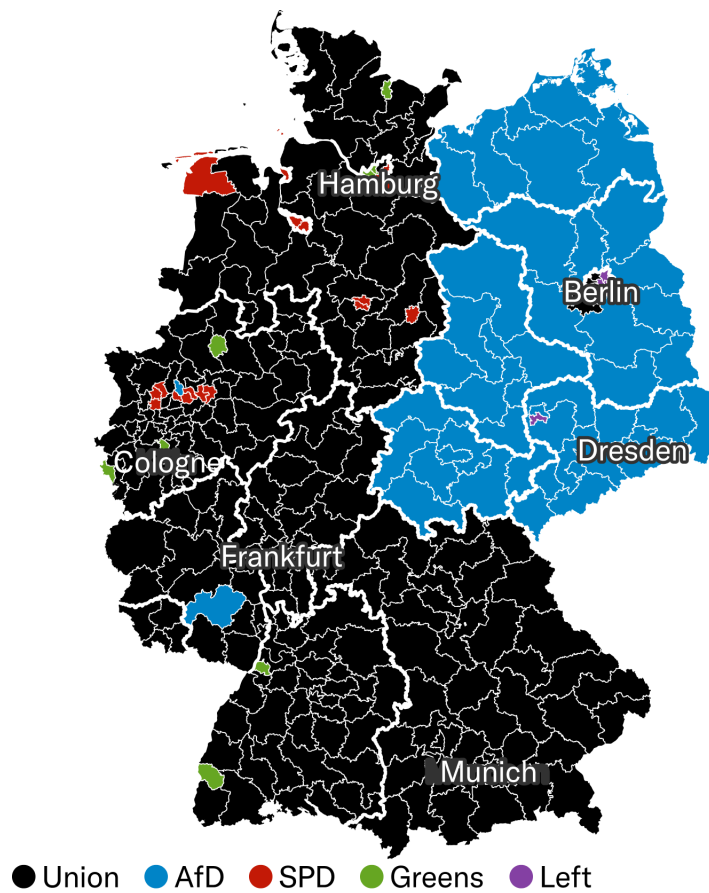 Hamburg
Berlin
Cologne
Dresden
Frankfurt
Munich
Union AfD SPD Greens Left